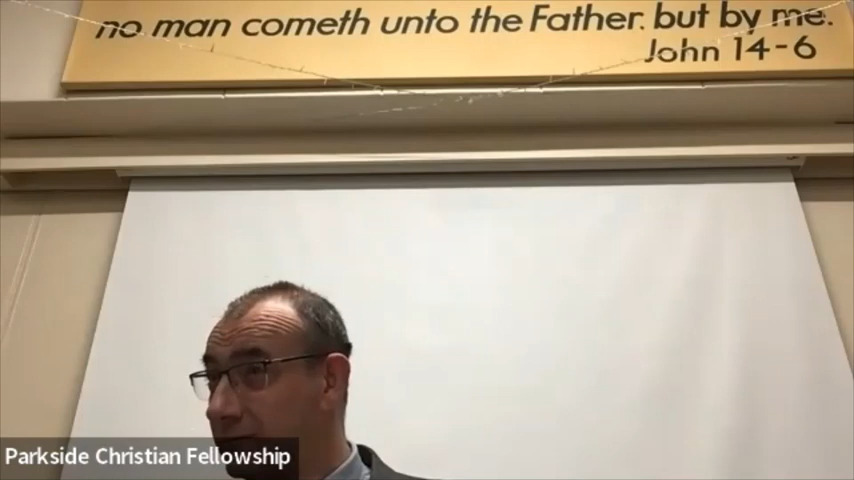 no man cometh unto the Father: but by me.
John 14-6
Parkside Christian Fellowship